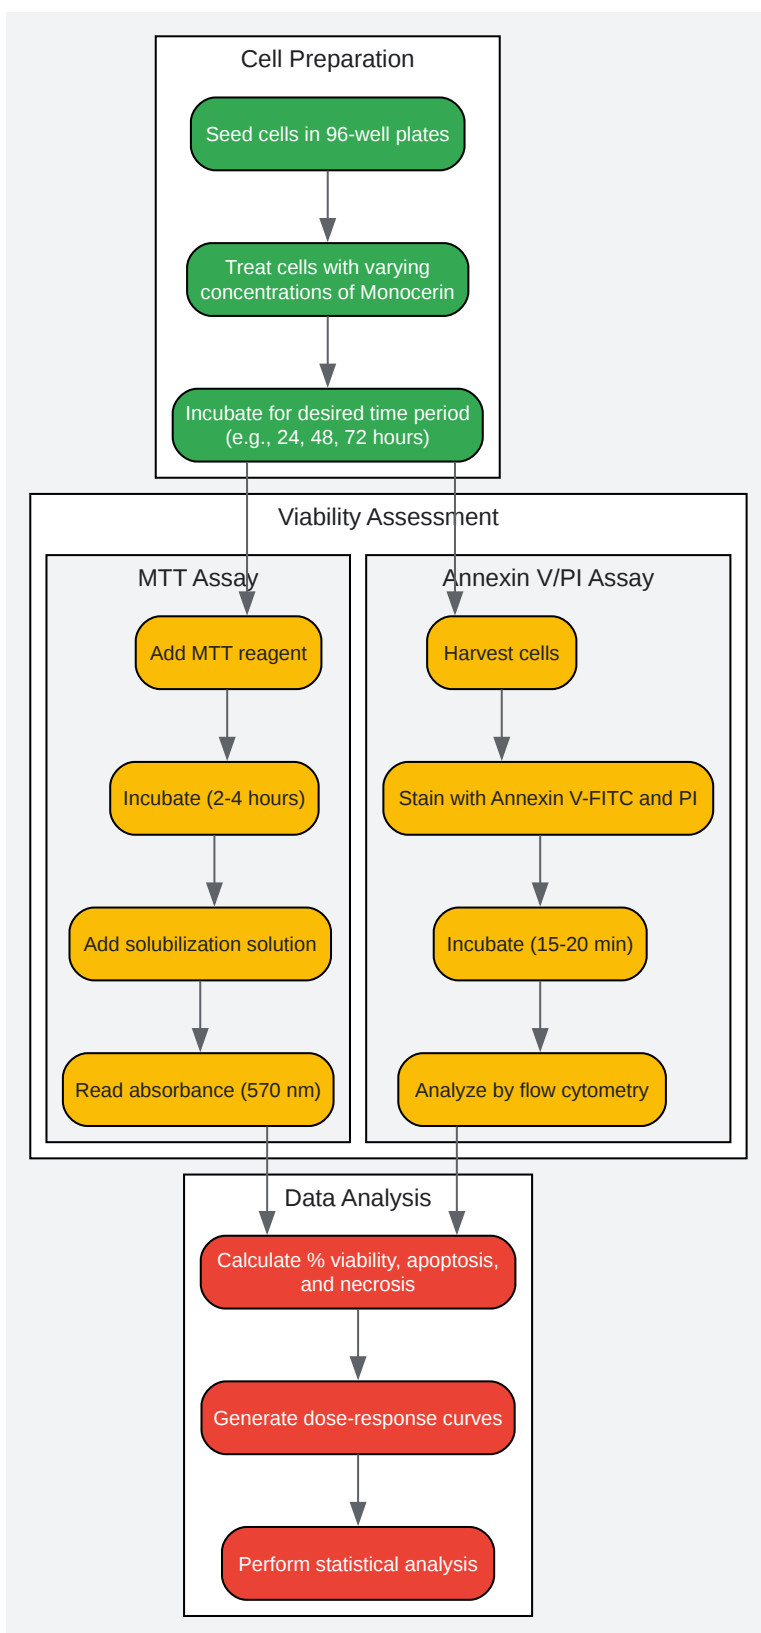 Cell Preparation
Seed cells in 96-well plates
Treat cells with varying
concentrations of Monocerin
Incubate for desired time period
(e.g., 24, 48, 72 hours)
Viability Assessment
MTT Assay
Add MTT reagent
Incubate (2-4 hours)
Add solubilization solution
Read absorbance (570 nm)
Annexin V/PI Assay
Harvest cells
Stain with Annexin V-FITC and PI
Incubate (15-20 min)
Analyze by flow cytometry
Data Analysis
Calculate % viability, apoptosis,
and necrosis
Generate dose-response curves
Perform statistical analysis